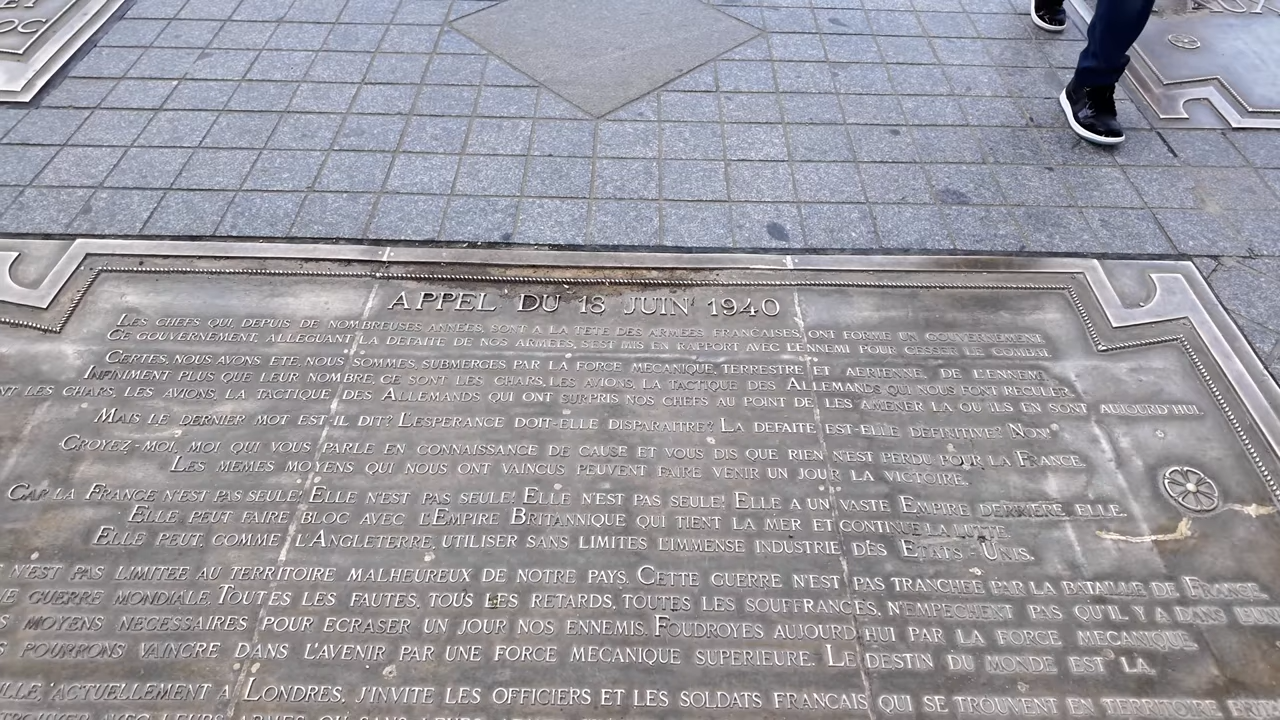 APPEL DU 18 JUIN 1940
LES CHEFS QUI, DEPUIS DE NOMBREUSES ANNEES, SONT A LA TETE DES ARMEES FRANCAISES, ONT FORME UN GOUVERNEMENT
CE GOUVERNEMENT, ALLEGUANT LA DEFAITE DE NOS ARMEES, S'EST MIS EN RAPPORT AVEC L'ENNEMI POUR CESSER LE COMBAT.
CERTES, NOUS AVONS ETE, NOUS SOMMES, SUBMERGES PAR LA FORCE MECANIQUE, TERRESTRE ET AERIENNE, DE L'ENNEMI.
INFINIMENT PLUS QUE LEUR NOMBRE, CE SONT LES CHARS, LES AVIONS, LA TACTIQUE DES ALLEMANDS QUI NOUS FONT RECULER.
NT LES CHARS, LES AVIONS, LA TACTIQUE DES ALLEMANDS QUI ONT SURPRIS NOS CHEFS AU POINT DE LES AMENER LA OU ILS EN SONT AUJOURD'HUI.
MAIS LE DERNIER MOT EST-IL DIT? L'ESPERANCE DOIT-ELLE DISPARAITRE? LA DEFAITE EST-ELLE DEFINITIVE? NON!
CROYEZ-MOI, MOI QUI VOUS PARLE EN CONNAISSANCE DE CAUSE ET VOUS DIS QUE RIEN N'EST PERDU POUR LA FRANCE.
LES MEMES MOYENS QUI NOUS ONT VAINCUS PEUVENT FAIRE VENIR UN JOUR LA VICTOIRE.
CAR LA FRANCE N'EST PAS SEULE! ELLE N'EST PAS SEULE! ELLE N'EST PAS SEULE! ELLE A UN VASTE EMPIRE DERRIERE ELLE.
ELLE PEUT FAIRE BLOC AVEC L'EMPIRE BRITANNIQUE QUI TIENT LA MER ET CONTINUE LA LUTTE.
ELLE PEUT, COMME L'ANGLETERRE, UTILISER SANS LIMITES L'IMMENSE INDUSTRIE DES ETATS-UNIS.
N'EST PAS LIMITEE AU TERRITOIRE MALHEUREUX DE NOTRE PAYS. CETTE GUERRE N'EST PAS TRANCHEE PAR LA BATAILLE DE FRANCE.
GUERRE MONDIALE. TOUTES LES FAUTES, TOUS LES RETARDS, TOUTES LES SOUFFRANCES, N'EMPECHENT PAS QU'IL Y A DANS
MOYENS NECESSAIRES POUR ECRASER UN JOUR NOS ENNEMIS. FOUDROYES AUJOURD'HUI PAR LA FORCE MECANIQUE
POURRONS VAINCRE DANS L'AVENIR PAR UNE FORCE MECANIQUE SUPERIEURE. LE DESTIN DU MONDE EST LA.
ACTUELLEMENT A LONDRES, J'INVITE LES OFFICIERS ET LES SOLDATS FRANCAIS QUI SE TROUVENT EN TERRITOIRE